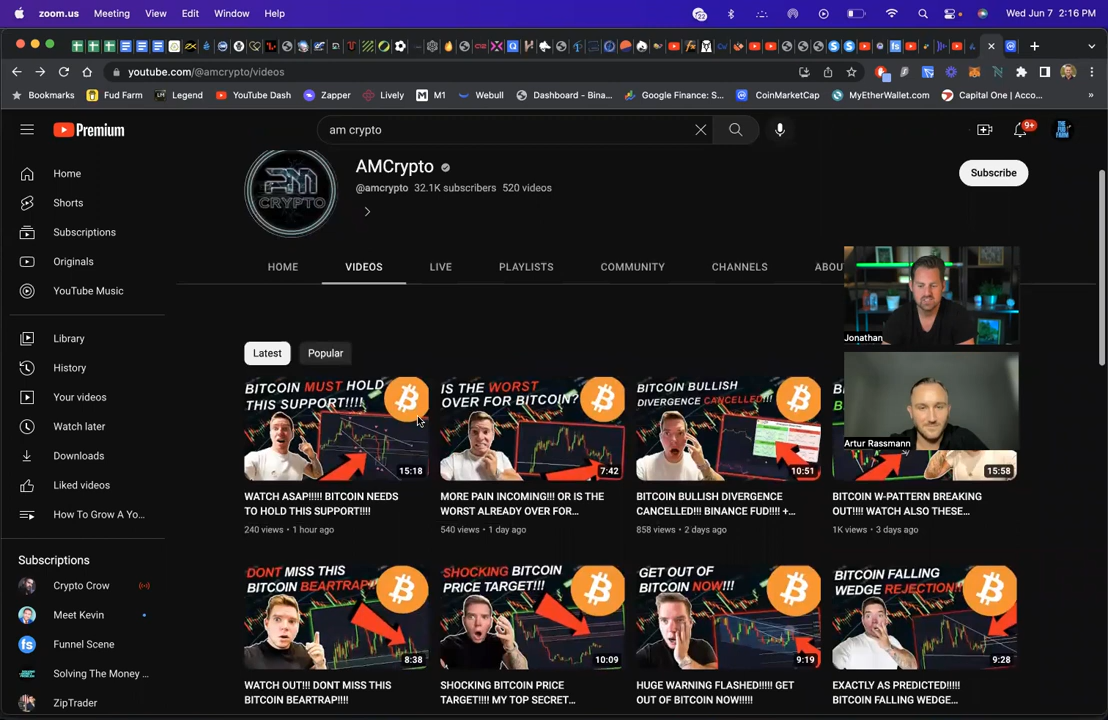 zoom.us Meeting View Edit Window Help
Wed Jun 7 2:16 PM
youtube.com/@amcrypto/videos
Bookmarks Fud Farm Legend YouTube Dash Zapper Lively M1 Webull Dashboard - Bina... Google Finance: S... CoinMarketCap MyEtherWallet.com Capital One | Acco... »
Premium
am crypto
9+
AMCrypto
@amcrypto 32.1K subscribers 520 videos
Subscribe
HOME VIDEOS LIVE PLAYLISTS COMMUNITY CHANNELS ABOU
Home
Shorts
Subscriptions
Originals
YouTube Music
Library
History
Your videos
Watch later
Downloads
Liked videos
How To Grow A Yo...
Subscriptions
Crypto Crow
Meet Kevin
Funnel Scene
Solving The Money ...
ZipTrader
CRYPTO
Jonathan
Artur Rassmann
Latest Popular
BITCOIN MUST HOLD
THIS SUPPORT!!!!
15:18
WATCH ASAP!!!!! BITCOIN NEEDS
TO HOLD THIS SUPPORT!!!!
240 views • 1 hour ago
IS THE WORST
OVER FOR BITCOIN?
7:42
MORE PAIN INCOMING!!! OR IS THE
WORST ALREADY OVER FOR...
540 views • 1 day ago
BITCOIN BULLISH
DIVERGENCE CANCELLED!!!
10:51
BITCOIN BULLISH DIVERGENCE
CANCELLED!!! BINANCE FUD!!! +...
858 views • 2 days ago
15:58
BITCOIN W-PATTERN BREAKING
OUT!!!! WATCH ALSO THESE...
1K views • 3 days ago
DONT MISS THIS
BITCOIN BEARTRAP!
8:38
WATCH OUT!!! DONT MISS THIS
BITCOIN BEARTRAP!!!!
SHOCKING BITCOIN
PRICE TARGET!!!
10:09
SHOCKING BITCOIN PRICE
TARGET!!!! MY TOP SECRET...
GET OUT OF
BITCOIN NOW!!!
9:19
HUGE WARNING FLASHED!!!!! GET
OUT OF BITCOIN NOW!!!!!
BITCOIN FALLING
WEDGE REJECTION!
9:28
EXACTLY AS PREDICTED!!!!!
BITCOIN FALLING WEDGE...